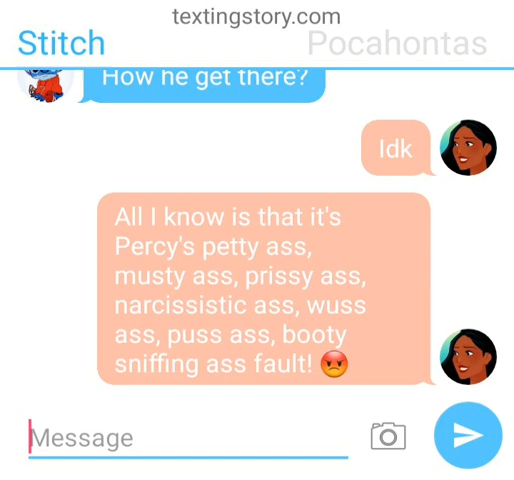 textingstory.com
Stitch
Pocahontas
How he get there?
Idk
All I know is that it's
Percy's petty ass,
musty ass, prissy ass,
narcissistic ass, wuss
ass, puss ass, booty
sniffing ass fault! 😡
Message